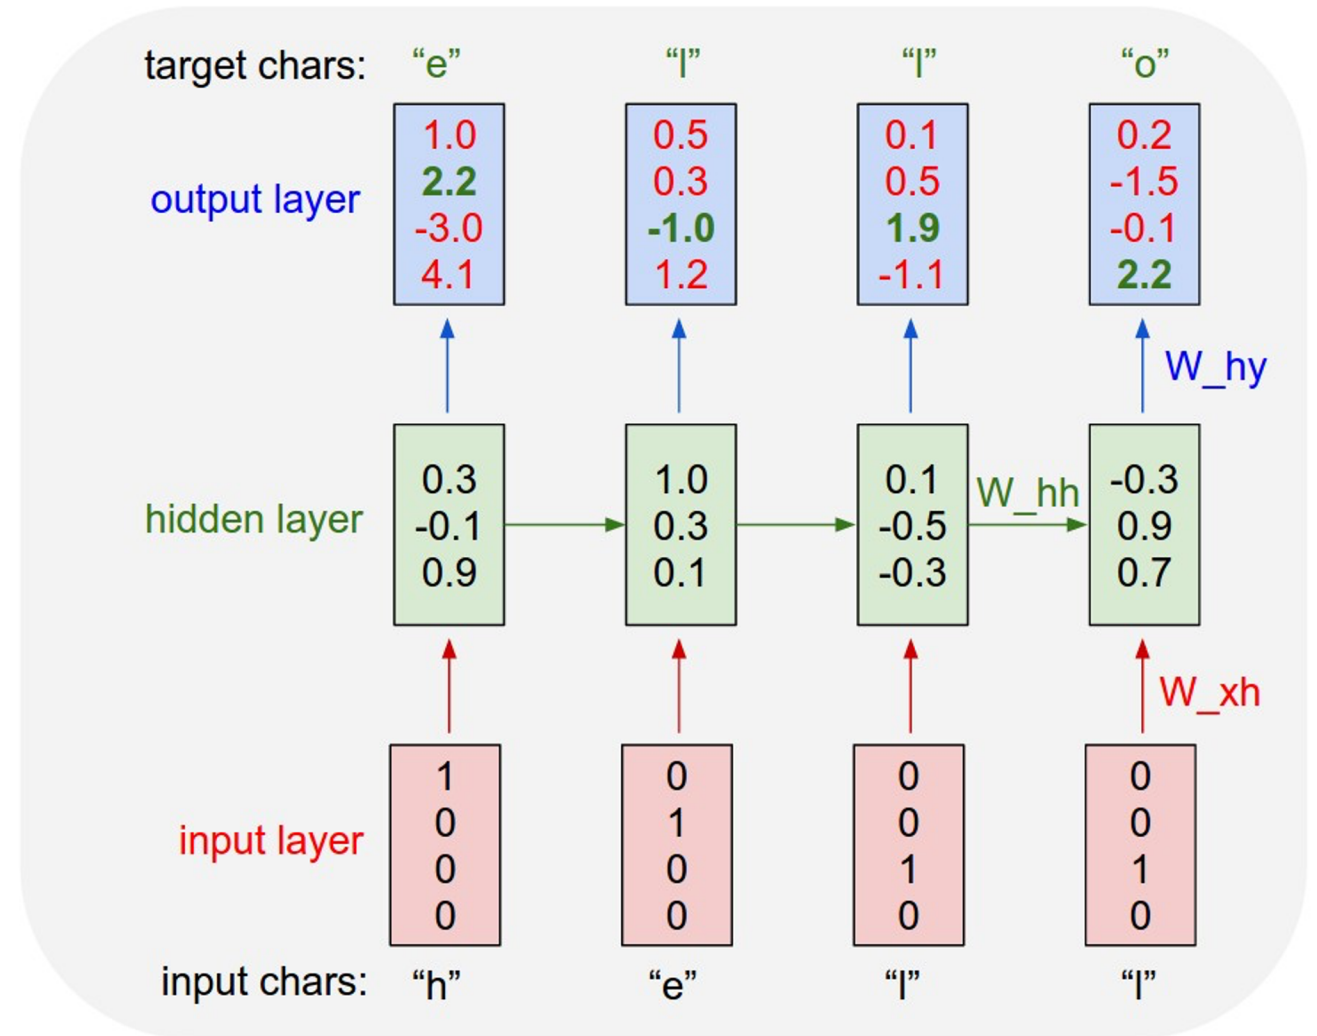 target chars: “e” “l” “l” “o”
1.0 0.5 0.1 0.2
output layer 2.2 0.3 0.5 -1.5
-3.0 -1.0 1.9 -0.1
4.1 1.2 -1.1 2.2
W_hy
0.3 1.0 0.1 W_hh -0.3
hidden layer -0.1 0.3 -0.5 0.9
0.9 0.1 -0.3 0.7
W_xh
1 0 0 0
0 1 0 0
input layer 0 0 1 1
0 0 0 0
input chars: “h” “e” “l” “l”